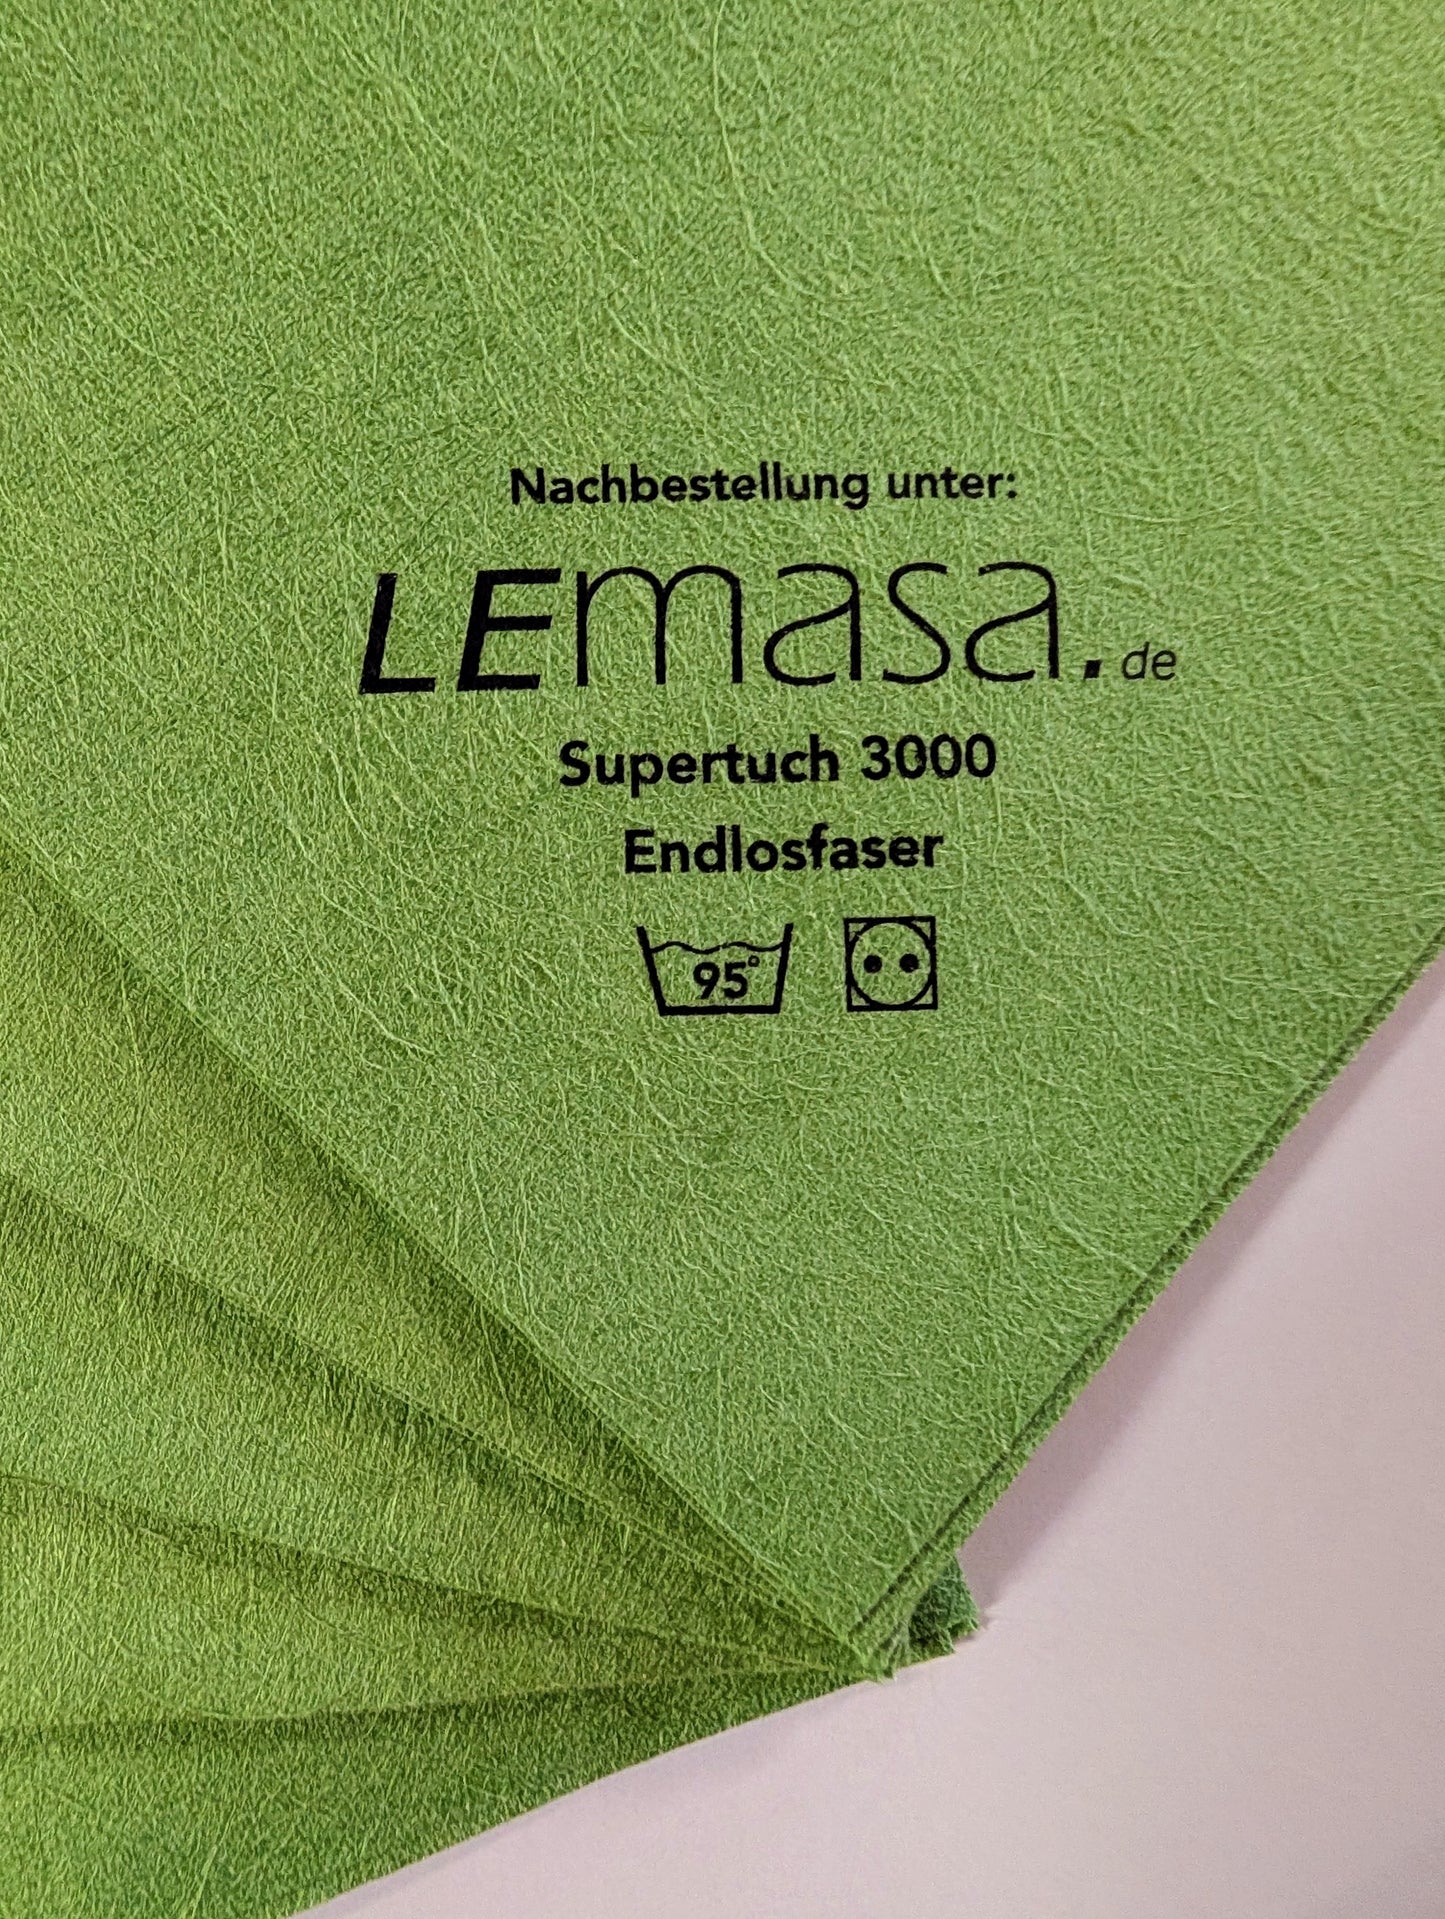 Nachbestellung unter:
LEmasa.de
Supertuch 3000
Endlosfaser
95°